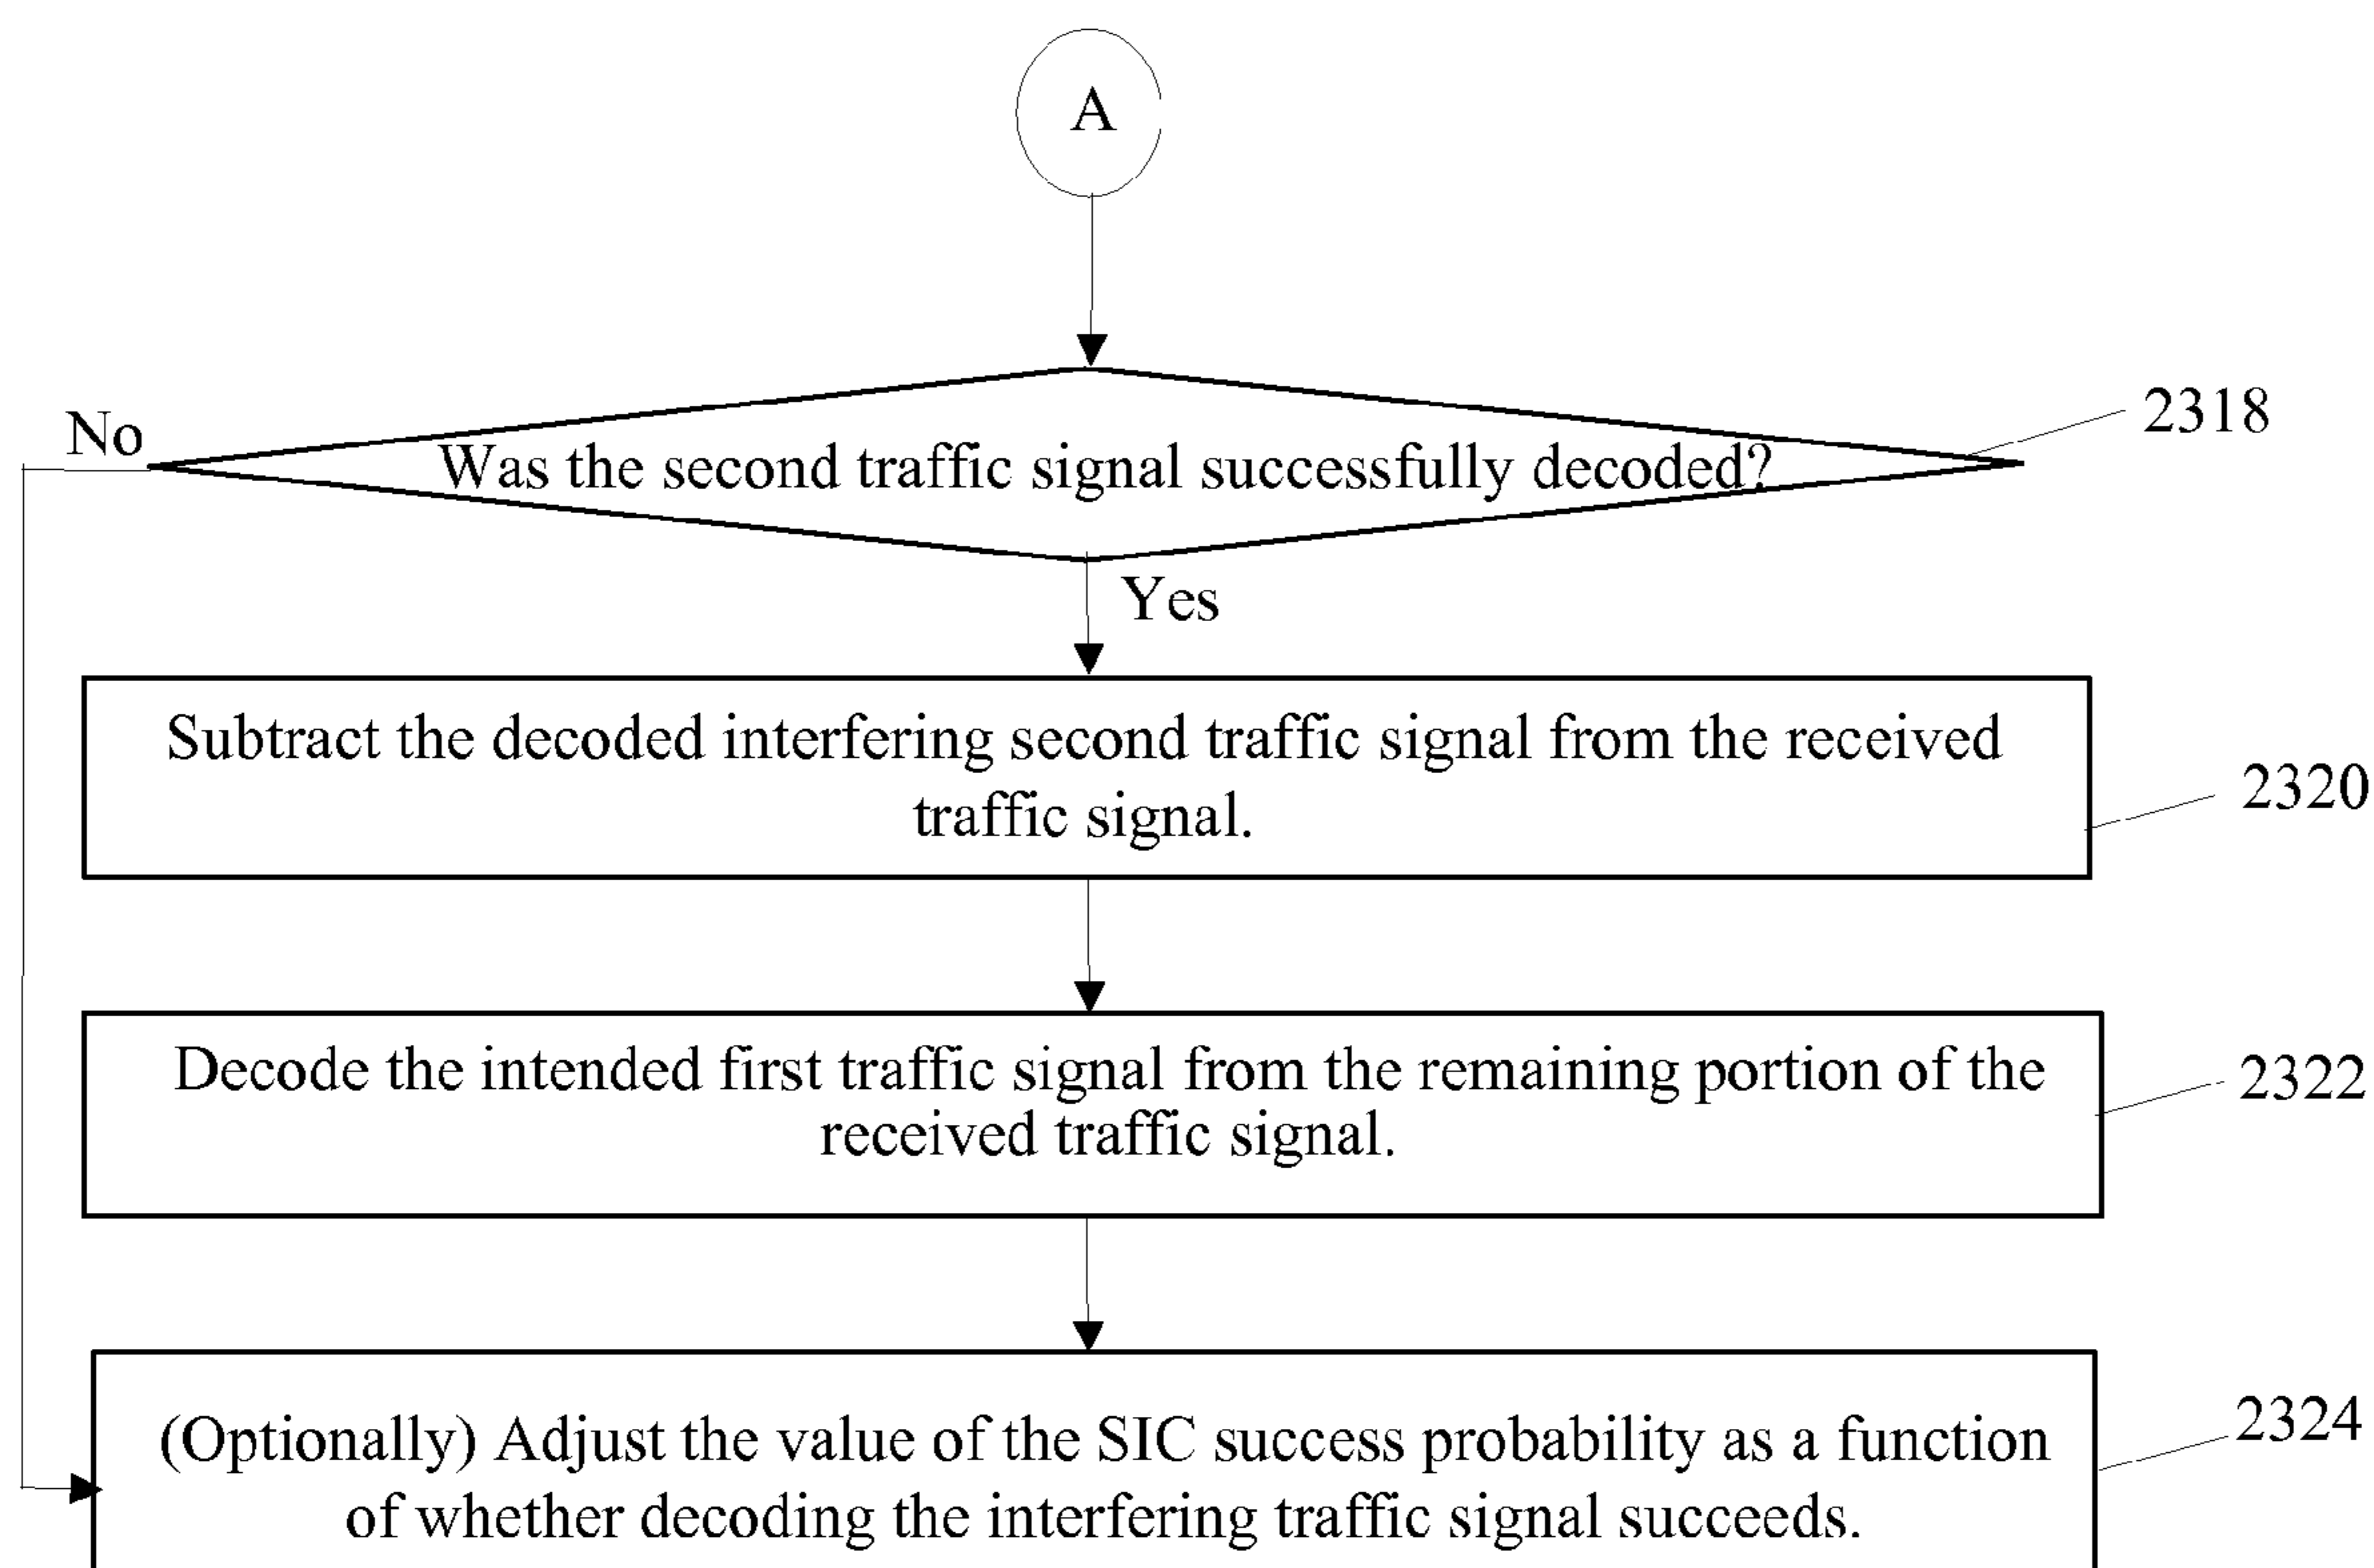 A
No
Was the second traffic signal successfully decoded?
2318
Yes
Subtract the decoded interfering second traffic signal from the received
traffic signal.
2320
Decode the intended first traffic signal from the remaining portion of the
received traffic signal.
2322
(Optionally) Adjust the value of the SIC success probability as a function
of whether decoding the interfering traffic signal succeeds.
2324